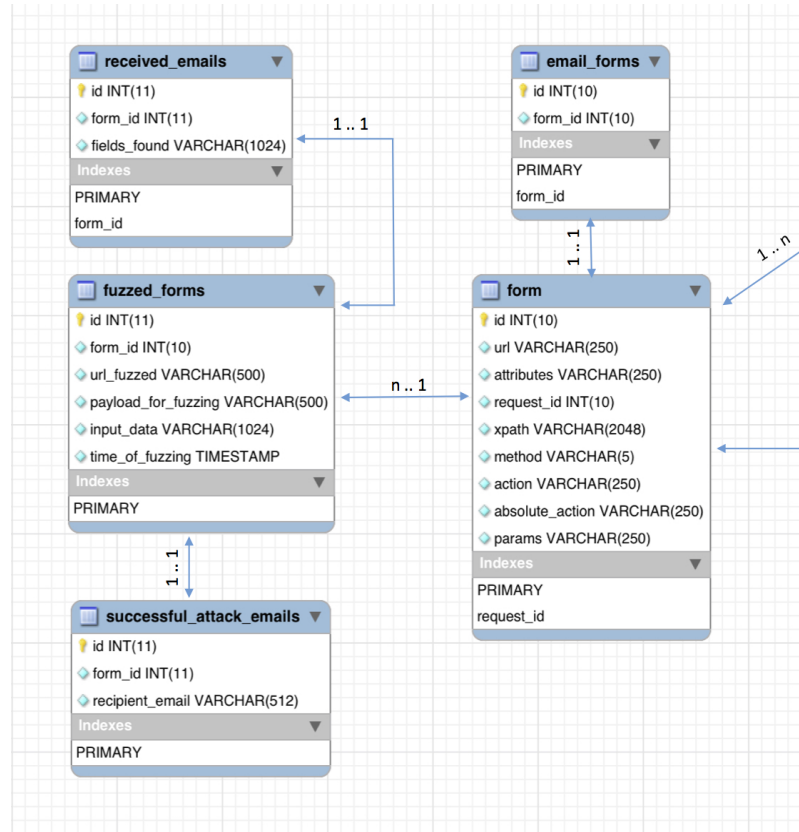 received_emails
id INT(11)
form_id INT(11)
fields_found VARCHAR(1024)
Indexes
PRIMARY
form_id
1 .. 1
email_forms
id INT(10)
form_id INT(10)
Indexes
PRIMARY
form_id
1 .. 1
1 .. n
fuzzed_forms
id INT(11)
form_id INT(10)
url_fuzzed VARCHAR(500)
payload_for_fuzzing VARCHAR(500)
input_data VARCHAR(1024)
time_of_fuzzing TIMESTAMP
Indexes
PRIMARY
n .. 1
form
id INT(10)
url VARCHAR(250)
attributes VARCHAR(250)
request_id INT(10)
xpath VARCHAR(2048)
method VARCHAR(5)
action VARCHAR(250)
absolute_action VARCHAR(250)
params VARCHAR(250)
Indexes
PRIMARY
request_id
1 .. 1
successful_attack_emails
id INT(11)
form_id INT(11)
recipient_email VARCHAR(512)
Indexes
PRIMARY